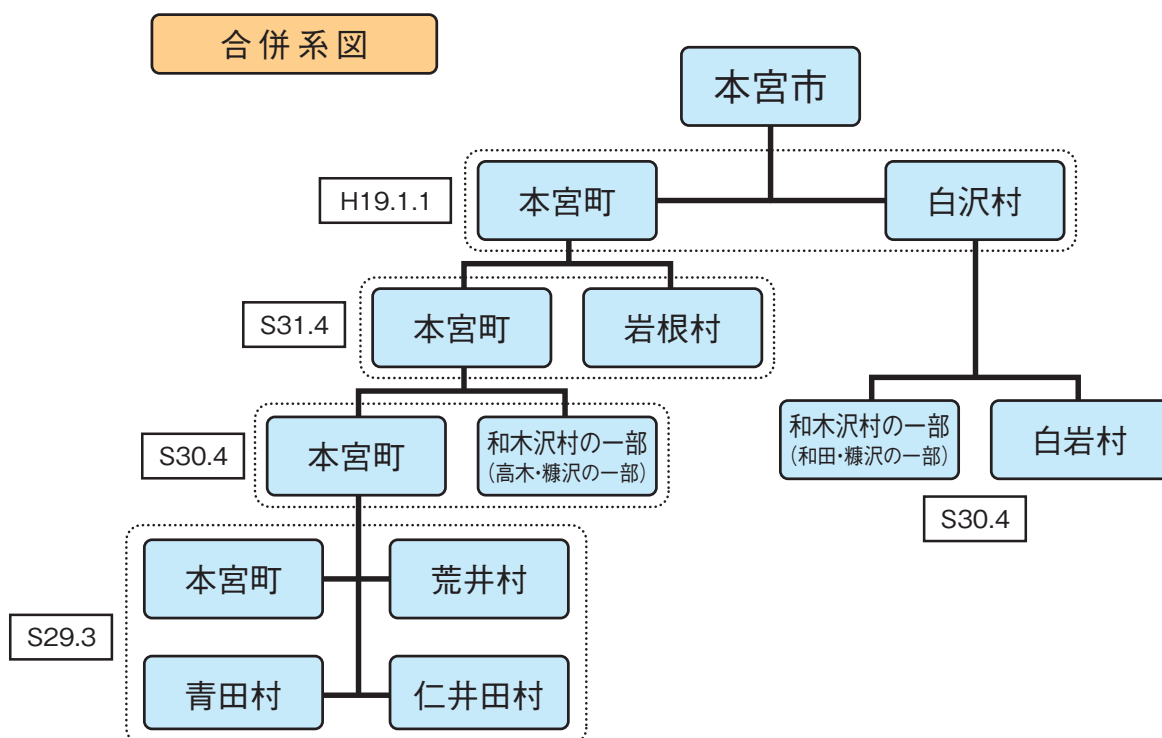 合併系図
本宮市
H19.1.1
本宮町
白沢村
S31.4
本宮町
岩根村
S30.4
本宮町
和木沢村の一部
（高木・糠沢の一部）
和木沢村の一部
（和田・糠沢の一部）
白岩村
S30.4
S29.3
本宮町
荒井村
青田村
仁井田村